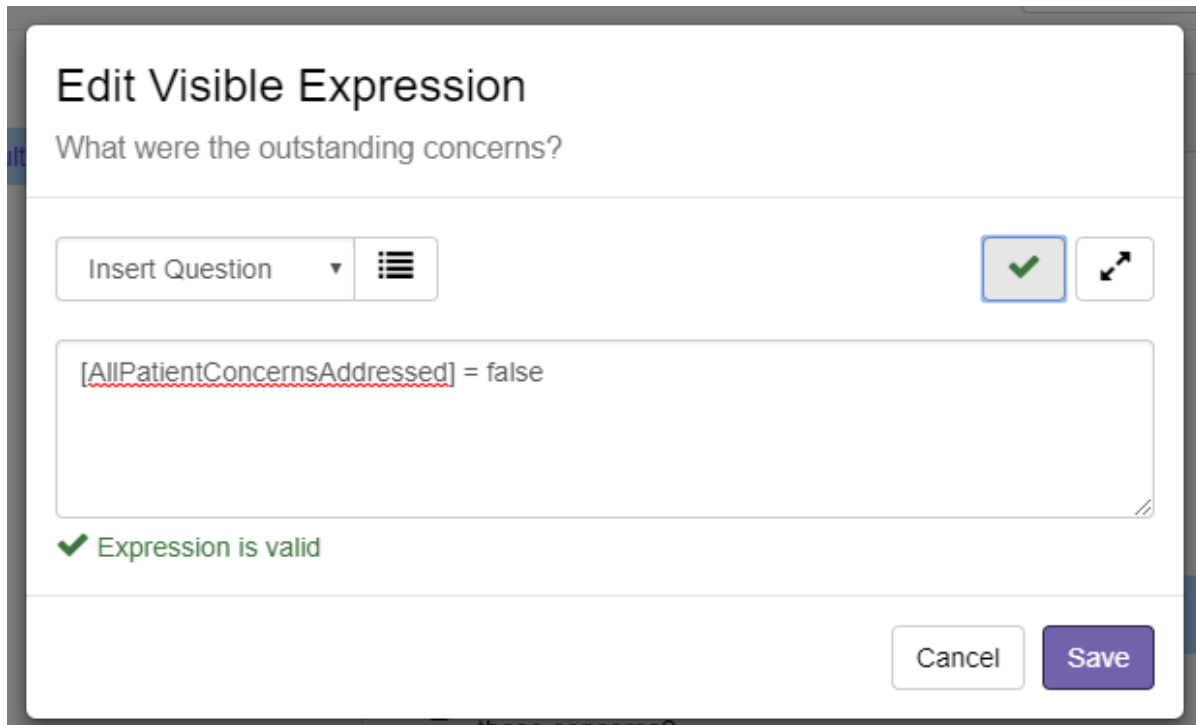 Edit Visible Expression
What were the outstanding concerns?
Insert Question
[AllPatientConcernsAddressed] = false
Expression is valid
Cancel Save